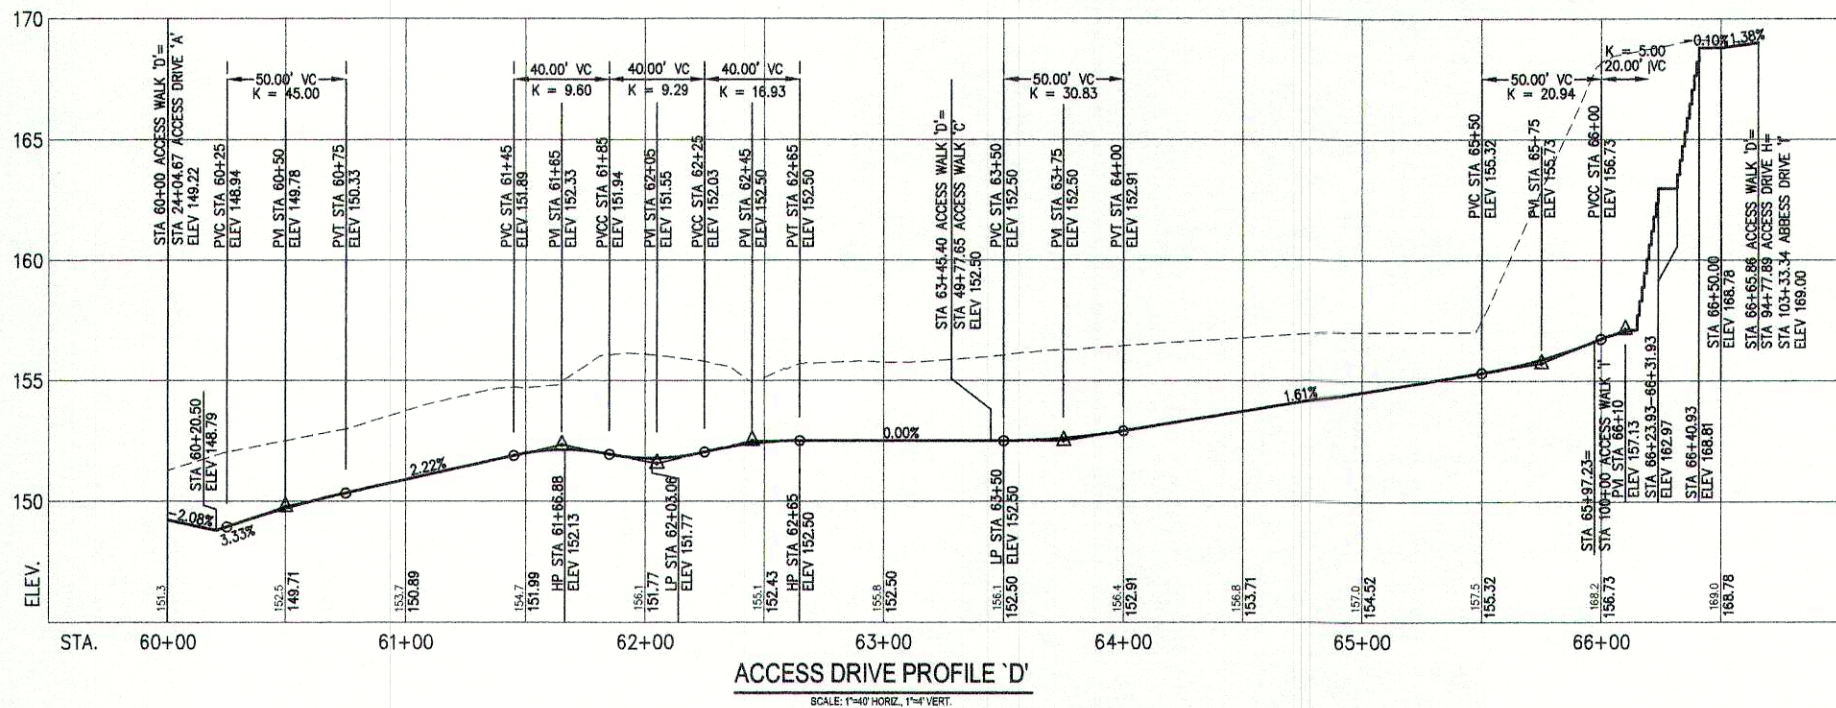 170
165
160
155
150
ELEV.
STA 60+00 ACCESS WALK 'D'=
STA 24+04.67 ACCESS DRIVE 'A'
ELEV 149.22
50.00' VC
K = 45.00
PVC STA 60+25
ELEV 148.94
PVI STA 60+50
ELEV 149.78
PVT STA 60+75
ELEV 150.33
40.00' VC
K = 9.60
40.00' VC
K = 9.29
40.00' VC
K = 16.93
PVC STA 61+45
ELEV 151.89
PVI STA 61+65
ELEV 152.33
PVCC STA 61+85
ELEV 151.94
PVI STA 62+05
ELEV 151.55
PVCC STA 62+25
ELEV 152.03
PVI STA 62+45
ELEV 152.50
PVT STA 62+65
ELEV 152.50
STA 63+45.40 ACCESS WALK 'D'=
STA 49+77.65 ACCESS WALK 'C'
ELEV 152.50
50.00' VC
K = 30.83
PVC STA 63+50
ELEV 152.50
PVI STA 63+75
ELEV 152.50
PVT STA 64+00
ELEV 152.91
50.00' VC
K = 20.94
K = 5.00
20.00' VC
PVC STA 65+50
ELEV 155.32
PVI STA 65+75
ELEV 155.73
PVCC STA 66+00
ELEV 156.73
0.10%
1.38%
STA 66+50.00
ELEV 168.78
STA 66+65.86 ACCESS WALK 'D'=
STA 94+77.89 ACCESS DRIVE H=
STA 103+33.34 ABBESS DRIVE 'I'
ELEV 169.00
STA 60+20.50
ELEV 148.79
-2.08%
3.33%
2.22%
0.00%
1.61%
HP STA 61+66.88
ELEV 152.13
LP STA 62+03.06
ELEV 151.77
HP STA 62+65
ELEV 152.50
LP STA 63+50
ELEV 152.50
STA 65+97.23=
STA 100+00 ACCESS WALK 'I'
PVI STA 66+10
ELEV 157.13
STA 66+23.93-66+31.93
ELEV 162.97
STA 66+40.93
ELEV 168.81
151.3
152.5
149.71
153.7
150.89
154.7
151.99
156.1
151.77
155.1
152.43
155.8
152.50
156.1
152.50
156.4
152.91
156.8
153.71
157.0
154.52
157.5
155.32
168.2
156.73
169.0
168.78
STA.
60+00
61+00
62+00
63+00
64+00
65+00
66+00
ACCESS DRIVE PROFILE `D'
SCALE: 1"=40' HORIZ., 1"=4' VERT.